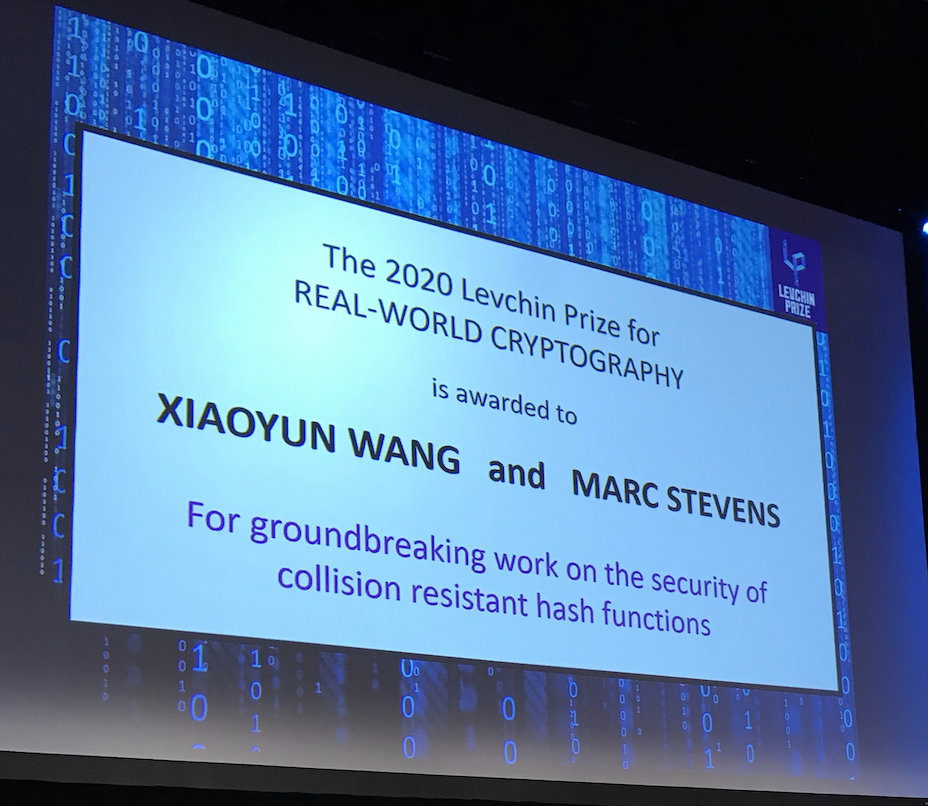 The 2020 Levchin Prize for
REAL-WORLD CRYPTOGRAPHY
is awarded to
XIAOYUN WANG and MARC STEVENS
For groundbreaking work on the security of
collision resistant hash functions
LEVCHIN
PRIZE